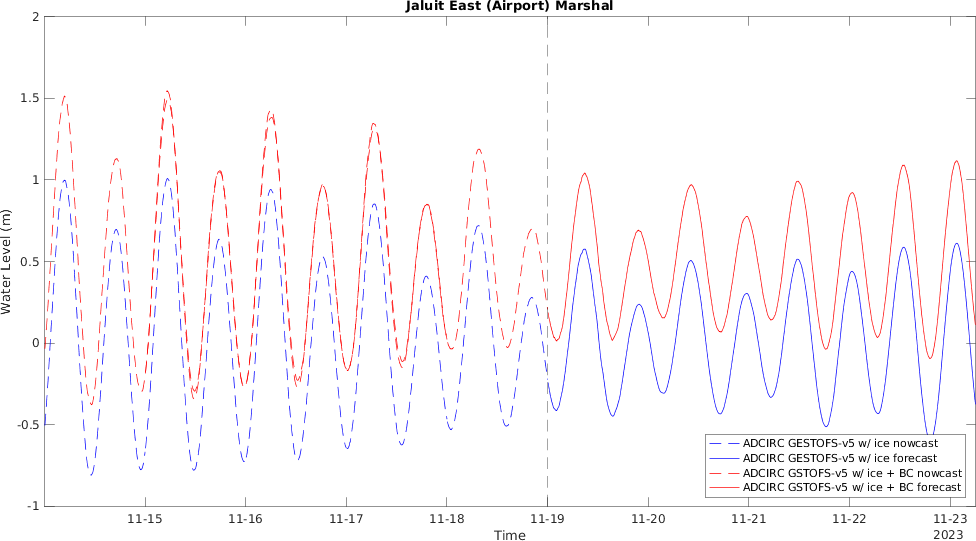 Jaluit East (Airport) Marshal
2
1.5
1
0.5
0
-0.5
-1
Water Level (m)
11-15 11-16 11-17 11-18 11-19 11-20 11-21 11-22 11-23
Time
2023
ADCIRC GESTOFS-v5 w/ ice nowcast
ADCIRC GESTOFS-v5 w/ ice forecast
ADCIRC GSTOFS-v5 w/ ice + BC nowcast
ADCIRC GSTOFS-v5 w/ ice + BC forecast